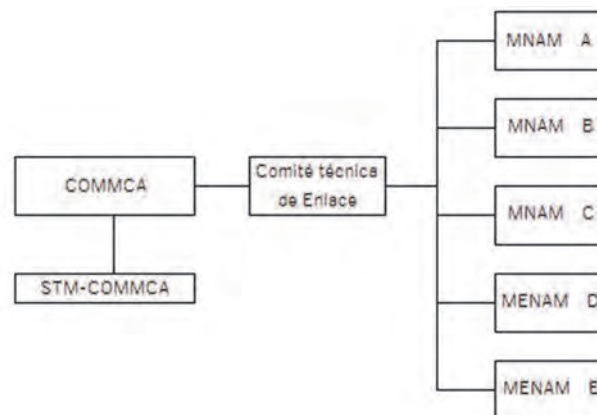 MNAM A
MNAM B
COMMCA
Comité técnica
de Enlace
MNAM C
STM-COMMCA
MENAM D
MENAM E